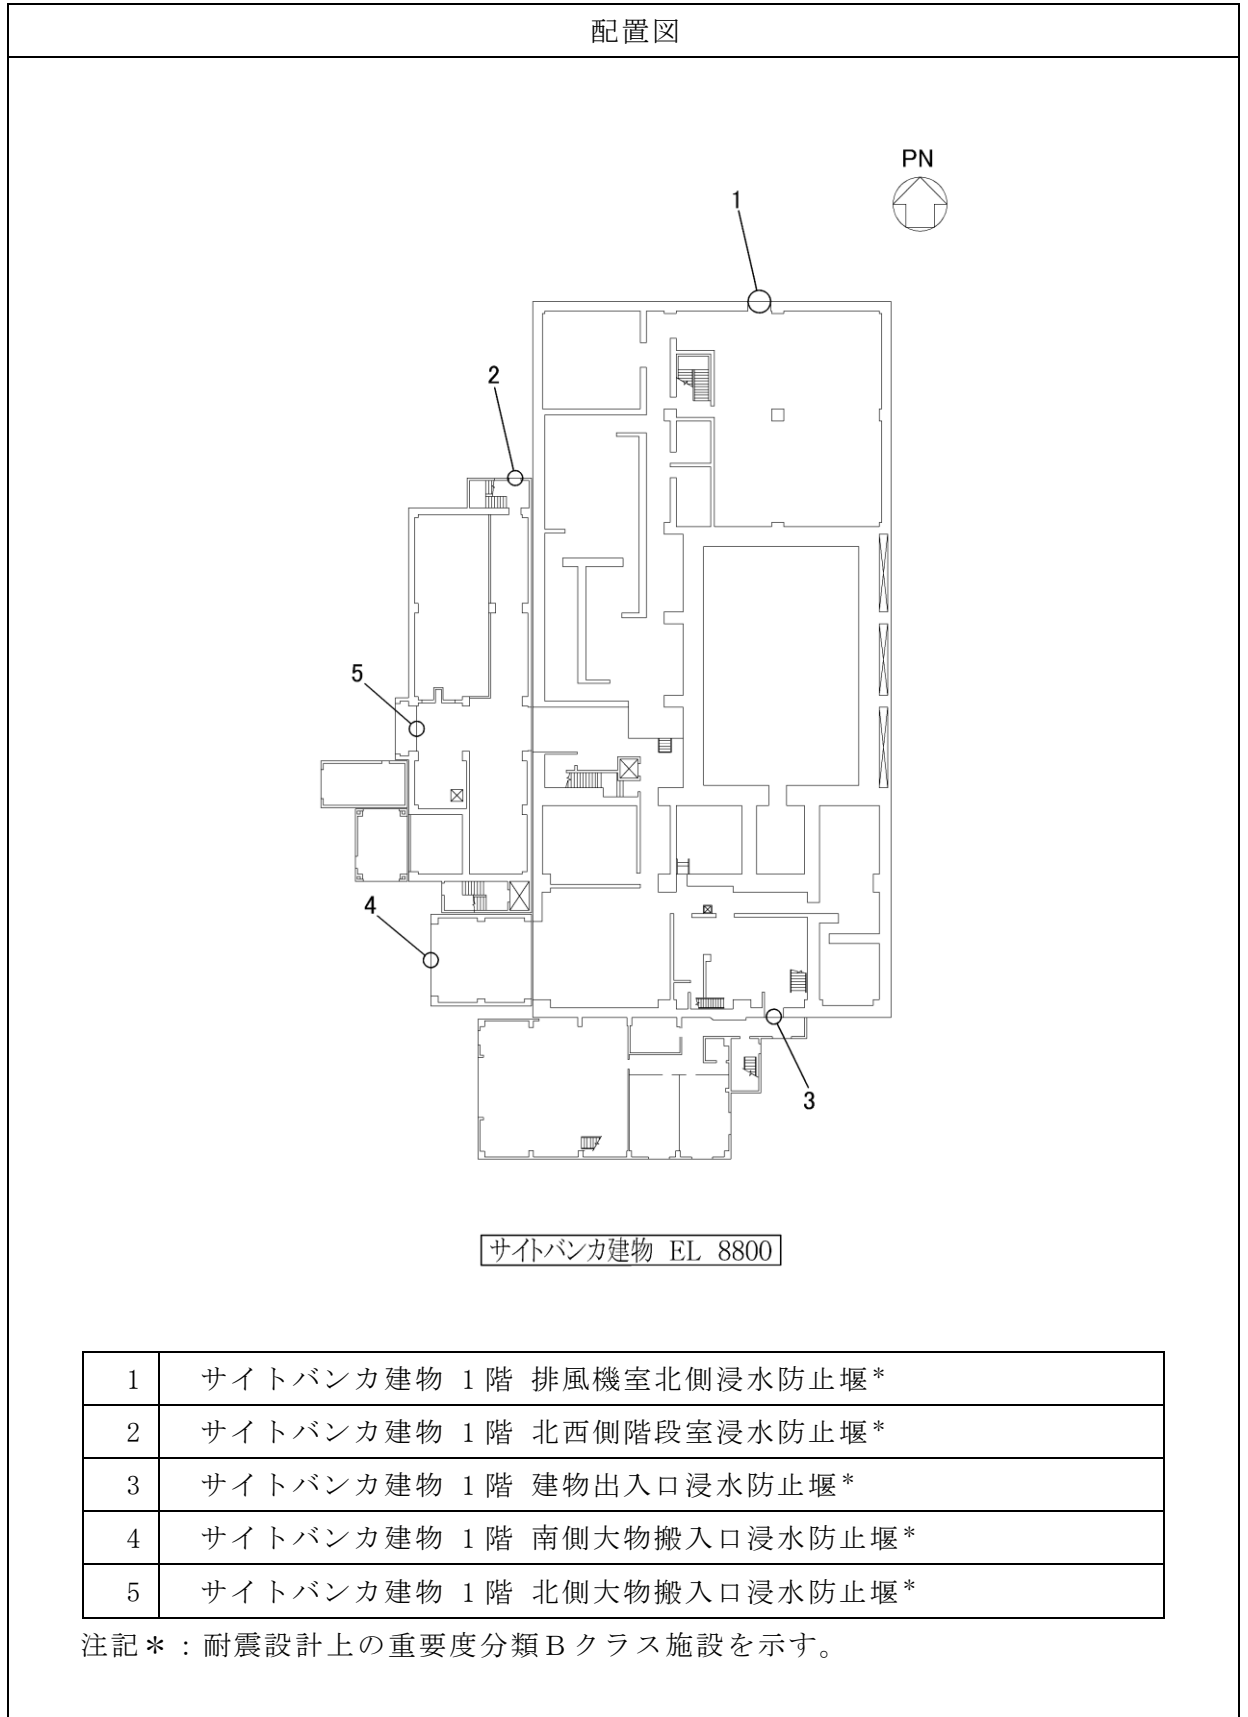 配置図
PN
1
2
5
4
3
サイトバンカ建物 EL 8800
1 サイトバンカ建物 1階 排風機室北側浸水防止堰*
2 サイトバンカ建物 1階 北西側階段室浸水防止堰*
3 サイトバンカ建物 1階 建物出入口浸水防止堰*
4 サイトバンカ建物 1階 南側大物搬入口浸水防止堰*
5 サイトバンカ建物 1階 北側大物搬入口浸水防止堰*
注記＊：耐震設計上の重要度分類Ｂクラス施設を示す。